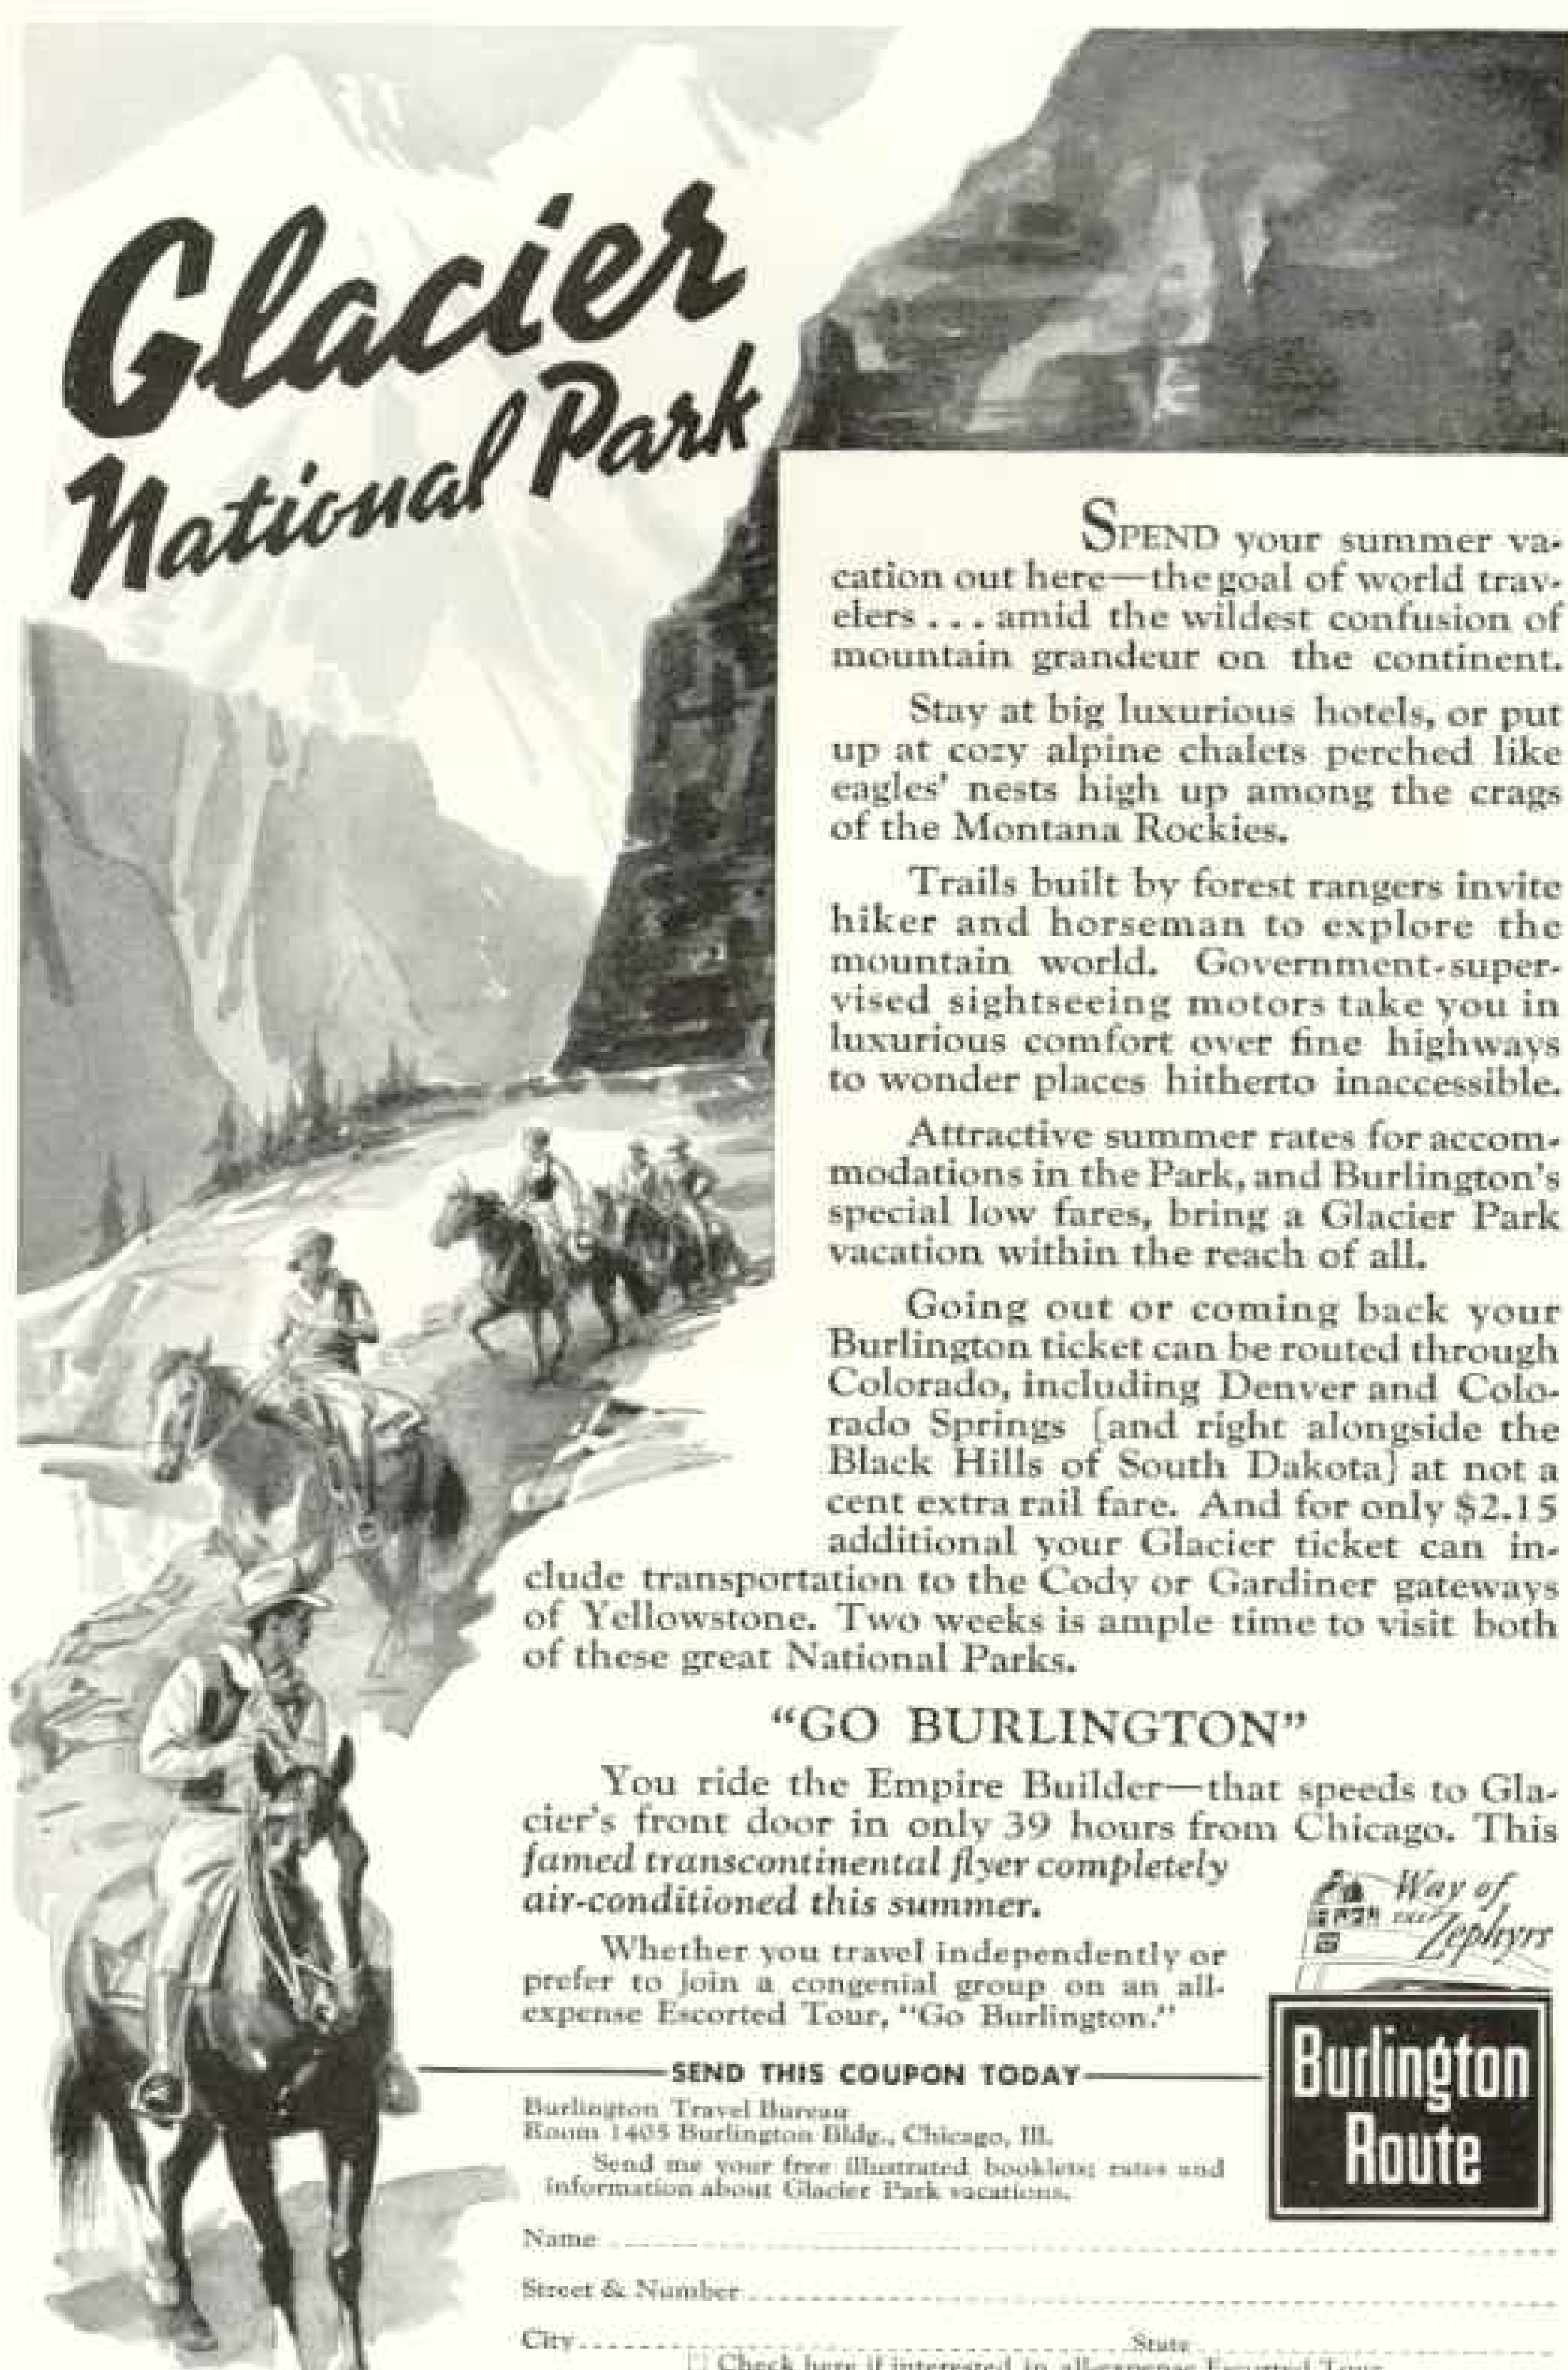 Glacier
National Park
SPEND your summer va-
cation out here—the goal of world trav-
elers . . . amid the wildest confusion of
mountain grandeur on the continent.
Stay at big luxurious hotels, or put
up at cozy alpine chalets perched like
eagles' nests high up among the crags
of the Montana Rockies.
Trails built by forest rangers invite
hiker and horseman to explore the
mountain world. Government-super-
vised sightseeing motors take you in
luxurious comfort over fine highways
to wonder places hitherto inaccessible.
Attractive summer rates for accom-
modations in the Park, and Burlington's
special low fares, bring a Glacier Park
vacation within the reach of all.
Going out or coming back your
Burlington ticket can be routed through
Colorado, including Denver and Colo-
rado Springs [and right alongside the
Black Hills of South Dakota] at not a
cent extra rail fare. And for only $2.15
additional your Glacier ticket can in-
clude transportation to the Cody or Gardiner gateways
of Yellowstone. Two weeks is ample time to visit both
of these great National Parks.
"GO BURLINGTON"
You ride the Empire Builder—that speeds to Gla-
cier's front door in only 39 hours from Chicago. This
famed transcontinental flyer completely
air-conditioned this summer.
Whether you travel independently or
prefer to join a congenial group on an all-
expense Escorted Tour, "Go Burlington."
Way of
THE Zephyrs
Burlington
Route
SEND THIS COUPON TODAY
Burlington Travel Bureau
Room 1405 Burlington Bldg., Chicago, Ill.
Send me your free illustrated booklets; rates and
information about Glacier Park vacations.
Name
Street & Number
City State
Check here if interested in all-expense Escorted Tour